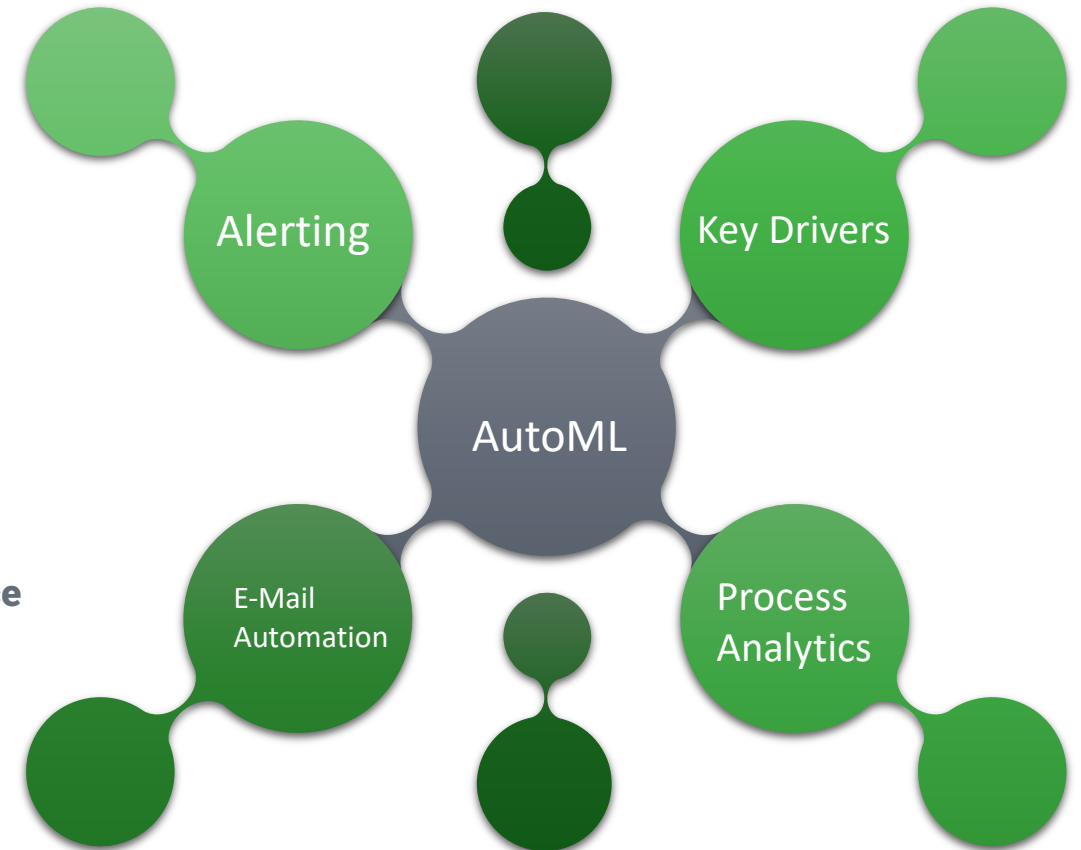 Alerting
Key Drivers
AutoML
E-Mail
Automation
Process
Analytics